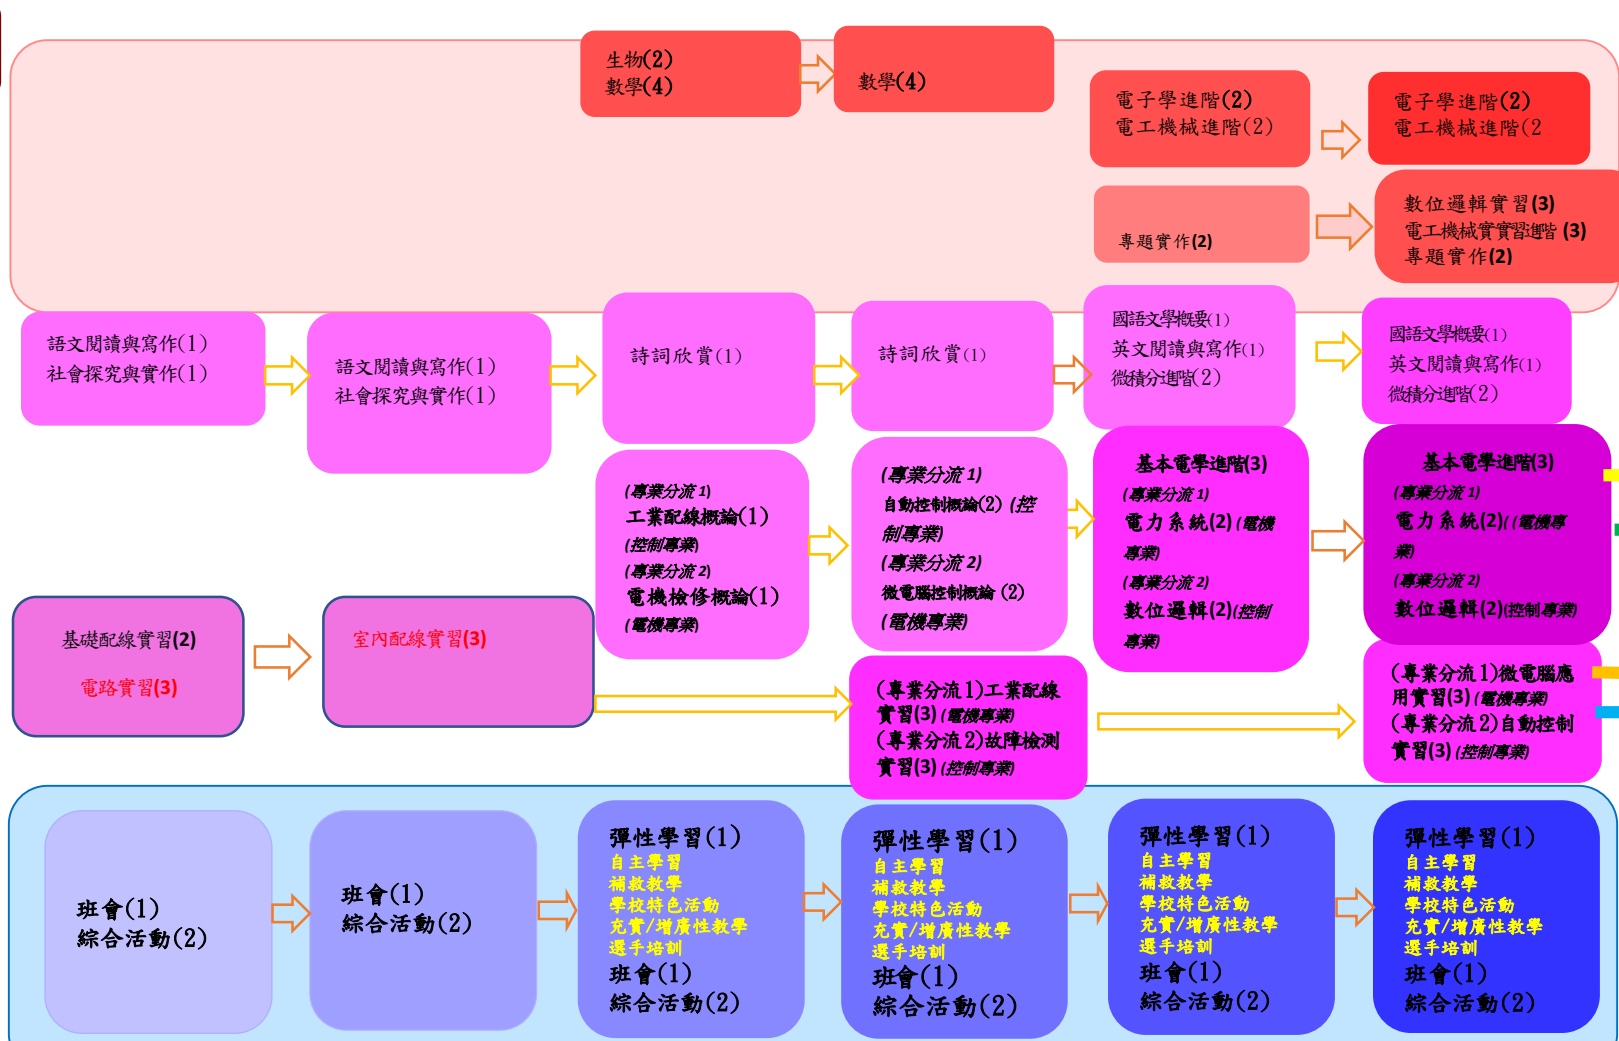 生物(2)
數學(4)
數學(4)
電子學進階(2)
電工機械進階(2)
電子學進階(2)
電工機械進階(2
專題實作(2)
數位邏輯實習(3)
電工機械實實習進階 (3)
專題實作(2)
語文閱讀與寫作(1)
社會探究與實作(1)
語文閱讀與寫作(1)
社會探究與實作(1)
詩詞欣賞(1)
詩詞欣賞(1)
國語文學概要(1)
英文閱讀與寫作(1)
微積分進階(2)
國語文學概要(1)
英文閱讀與寫作(1)
微積分進階(2)
(專業分流 1)
工業配線概論(1)
(控制專業)
(專業分流 2)
電機檢修概論(1)
(電機專業)
(專業分流 1)
自動控制概論(2) (控
制專業)
(專業分流 2)
微電腦控制概論 (2)
(電機專業)
基本電學進階(3)
(專業分流 1)
電力系統(2) (電機
專業)
(專業分流 2)
數位邏輯(2)(控制
專業)
基本電學進階(3)
(專業分流 1)
電力系統(2)((電機專
業)
(專業分流 2)
數位邏輯(2)(控制專業)
基礎配線實習(2)
電路實習(3)
室內配線實習(3)
(專業分流1)工業配線
實習(3) (電機專業)
(專業分流2)故障檢測
實習(3) (控制專業)
(專業分流1)微電腦應
用實習(3) (電機專業)
(專業分流2)自動控制
實習(3) (控制專業)
班會(1)
綜合活動(2)
班會(1)
綜合活動(2)
彈性學習(1)
自主學習
補救教學
學校特色活動
充實/增廣性教學
選手培訓
班會(1)
綜合活動(2)
彈性學習(1)
自主學習
補救教學
學校特色活動
充實/增廣性教學
選手培訓
班會(1)
綜合活動(2)
彈性學習(1)
自主學習
補救教學
學校特色活動
充實/增廣性教學
選手培訓
班會(1)
綜合活動(2)
彈性學習(1)
自主學習
補救教學
學校特色活動
充實/增廣性教學
選手培訓
班會(1)
綜合活動(2)